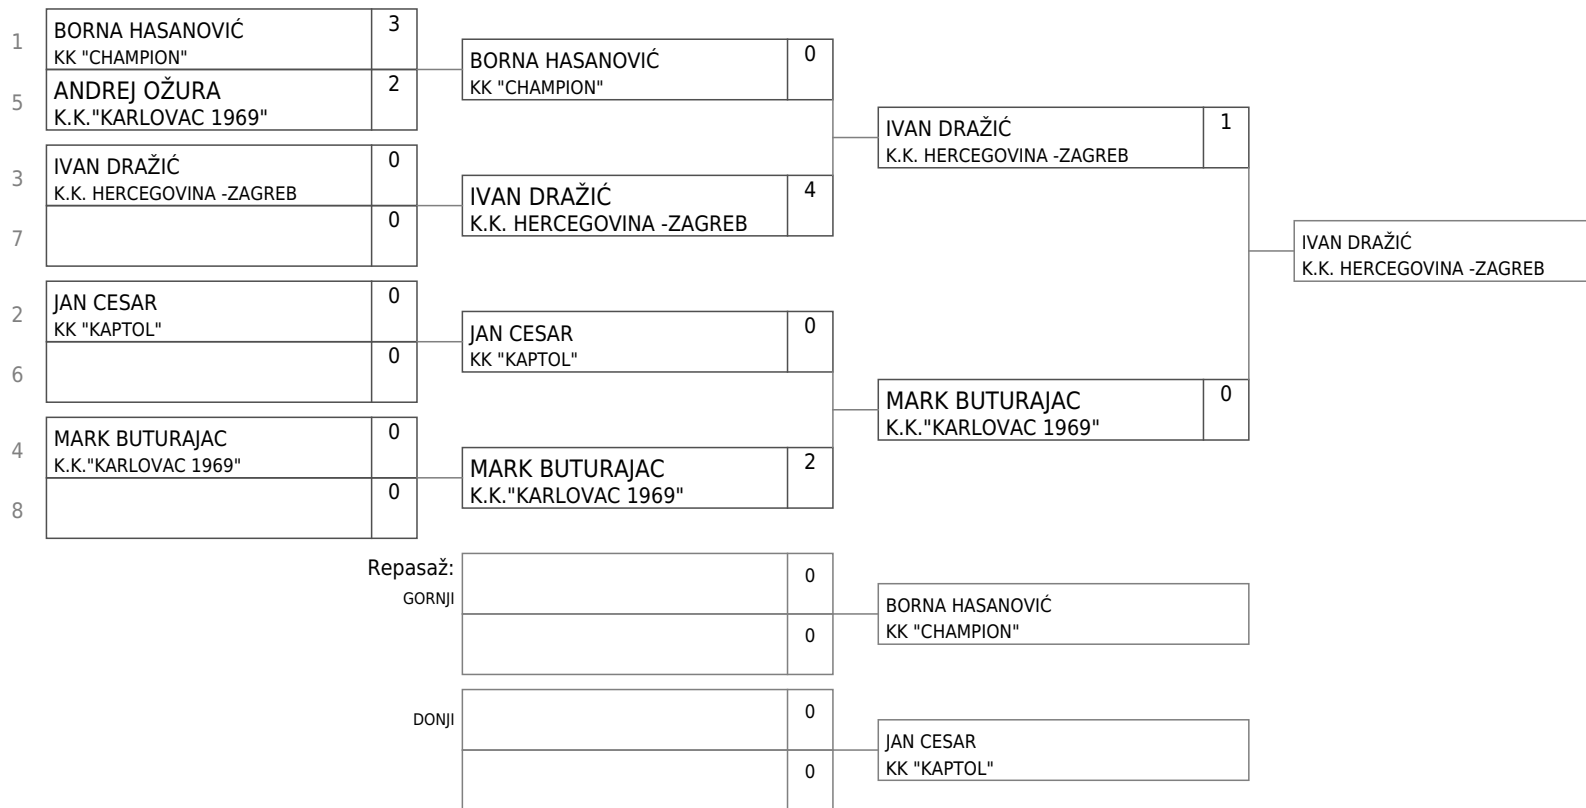 1
BORNA HASANOVIĆ
KK "CHAMPION"
3
5
ANDREJ OŽURA
K.K."KARLOVAC 1969"
2
3
IVAN DRAŽIĆ
K.K. HERCEGOVINA -ZAGREB
0
7
0
2
JAN CESAR
KK "KAPTOL"
0
6
0
4
MARK BUTURAJAC
K.K."KARLOVAC 1969"
0
8
0
BORNA HASANOVIĆ
KK "CHAMPION"
0
IVAN DRAŽIĆ
K.K. HERCEGOVINA -ZAGREB
4
JAN CESAR
KK "KAPTOL"
0
MARK BUTURAJAC
K.K."KARLOVAC 1969"
2
IVAN DRAŽIĆ
K.K. HERCEGOVINA -ZAGREB
1
MARK BUTURAJAC
K.K."KARLOVAC 1969"
0
IVAN DRAŽIĆ
K.K. HERCEGOVINA -ZAGREB
Repasaž:
GORNJI
0
0
BORNA HASANOVIĆ
KK "CHAMPION"
DONJI
0
0
JAN CESAR
KK "KAPTOL"